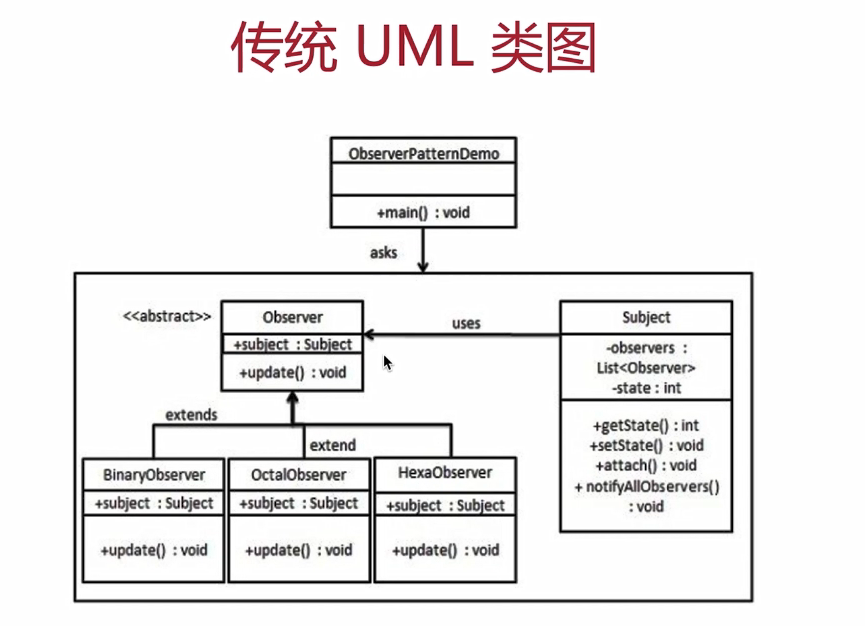 传统 UML 类图
ObserverPatternDemo
+main() : void
asks
<<abstract>>
Observer
+subject : Subject
+update() : void
uses
Subject
-observers :
List<Observer>
-state : int
+getState() : int
+setState() : void
+attach() : void
+ notifyAllObservers()
: void
extends
extend
BinaryObserver
+subject : Subject
+update() : void
OctalObserver
+subject : Subject
+update() : void
HexaObserver
+subject : Subject
+update() : void